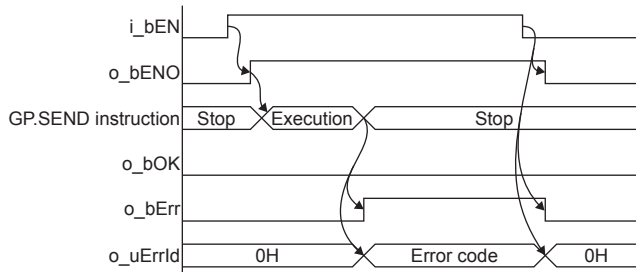 i_bEN
o_bENO
GP.SEND instruction Stop Execution Stop
o_bOK
o_bErr
o_uErrId 0H Error code 0H